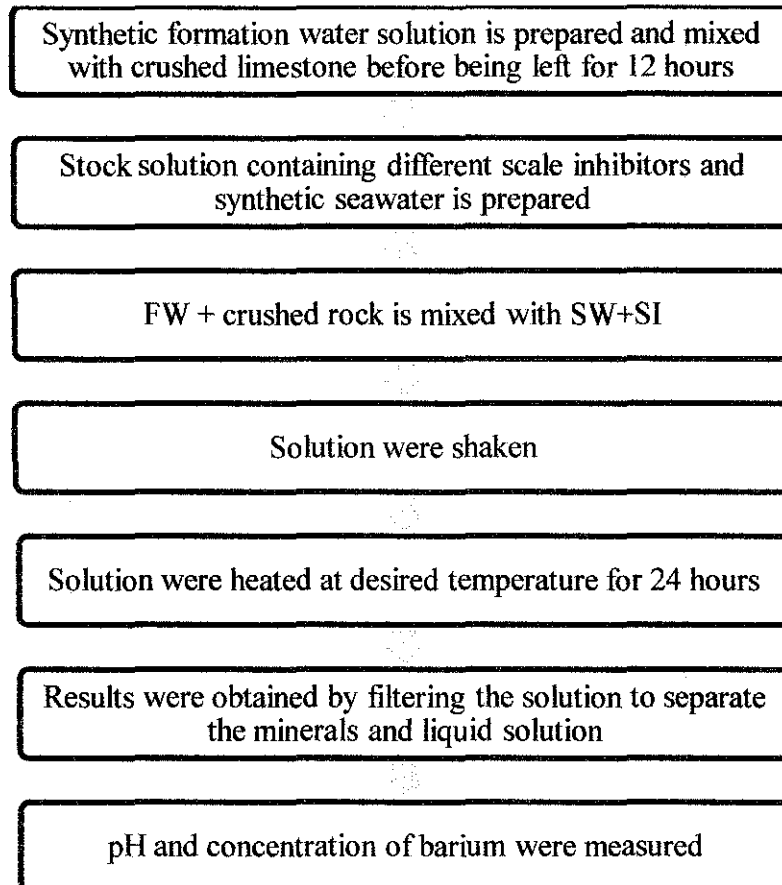 Synthetic formation water solution is prepared and mixed
with crushed limestone before being left for 12 hours
Stock solution containing different scale inhibitors and
synthetic seawater is prepared
FW + crushed rock is mixed with SW+SI
Solution were shaken
Solution were heated at desired temperature for 24 hours
Results were obtained by filtering the solution to separate
the minerals and liquid solution
pH and concentration of barium were measured